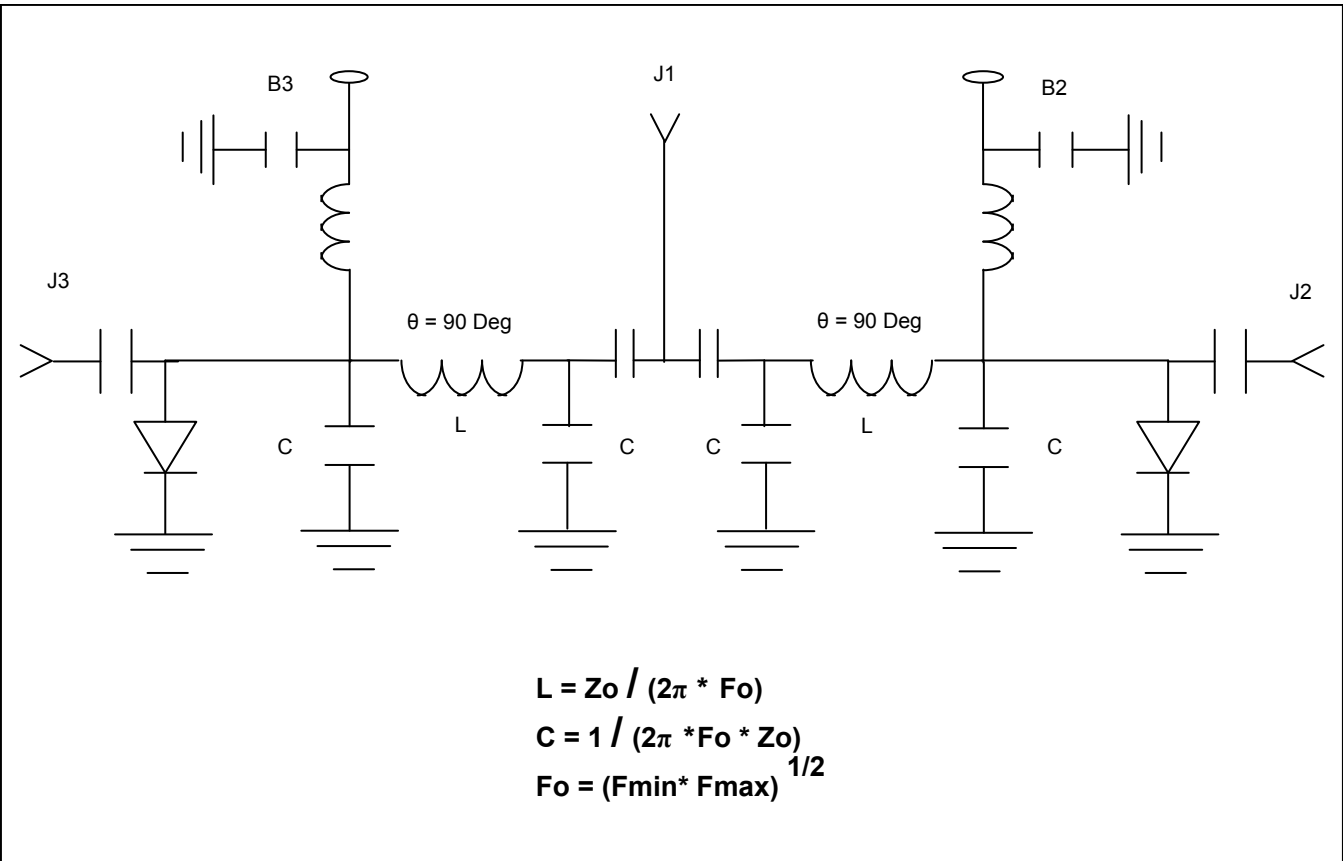 B3
J1
B2
J3
J2
θ = 90 Deg
θ = 90 Deg
L
L
C
C
C
C
L = Zo / (2π * Fo)
C = 1 / (2π *Fo * Zo)
Fo = (Fmin* Fmax) 1/2